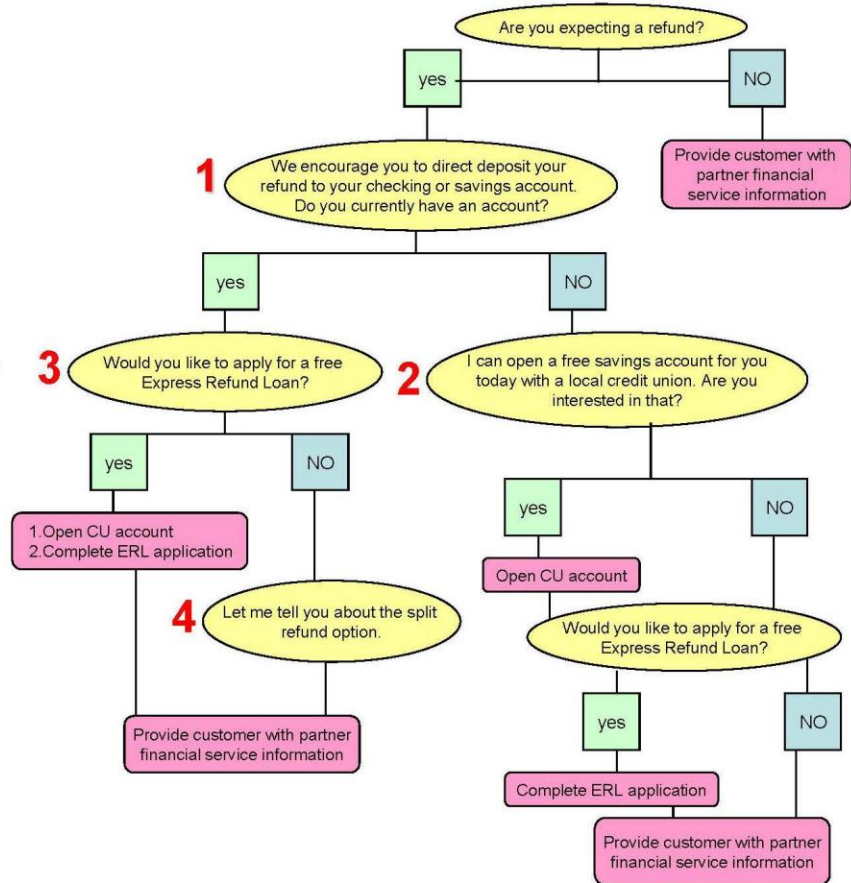 Are you expecting a refund?
yes
NO
Provide customer with
partner financial
service information
1
We encourage you to direct deposit your
refund to your checking or savings account.
Do you currently have an account?
yes
NO
3
Would you like to apply for a free
Express Refund Loan?
2
I can open a free savings account for you
today with a local credit union. Are you
interested in that?
yes
NO
1.Open CU account
2.Complete ERL application
4
Let me tell you about the split
refund option.
Provide customer with partner
financial service information
yes
NO
Open CU account
Would you like to apply for a free
Express Refund Loan?
yes
NO
Complete ERL application
Provide customer with partner
financial service information